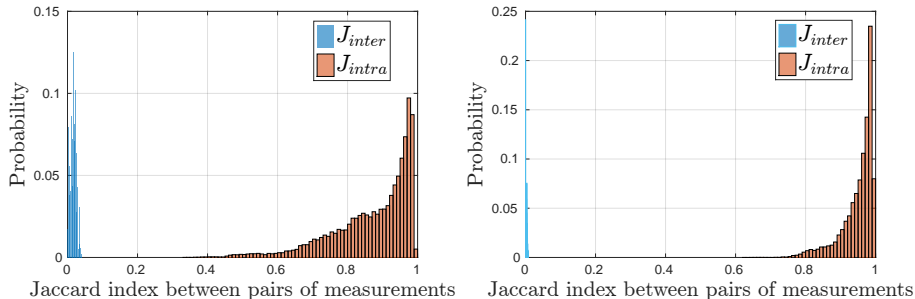 0.15
0.1
0.05
0
Probability
J_inter
J_intra
0 0.2 0.4 0.6 0.8 1
Jaccard index between pairs of measurements
0.25
0.2
0.15
0.1
0.05
0
Probability
J_inter
J_intra
0 0.2 0.4 0.6 0.8 1
Jaccard index between pairs of measurements